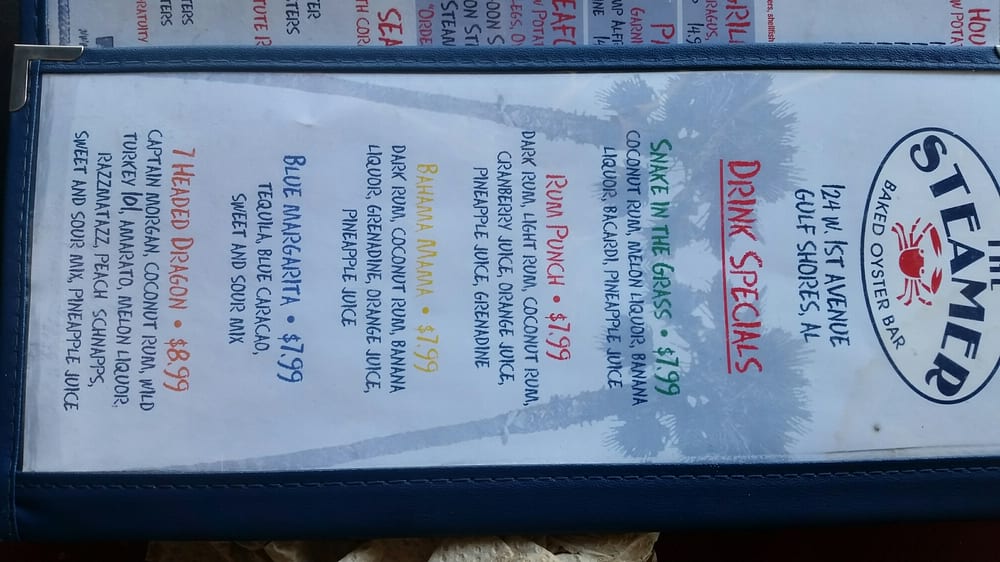 THE
STEAMER
BAKED OYSTER BAR
124 W. 1ST AVENUE
GULF SHORES, AL
DRINK SPECIALS
SNAKE IN THE GRASS • $7.99
COCONUT RUM, MELON LIQUOR, BANANA
LIQUOR, BACARDI, PINEAPPLE JUICE
RUM PUNCH • $7.99
DARK RUM, LIGHT RUM, COCONUT RUM,
CRANBERRY JUICE, ORANGE JUICE,
PINEAPPLE JUICE, GRENADINE
BAHAMA MAMA • $7.99
DARK RUM, COCONUT RUM, BANANA
LIQUOR, GRENADINE, ORANGE JUICE,
PINEAPPLE JUICE
BLUE MARGARITA • $7.99
TEQUILA, BLUE CARACAO,
SWEET AND SOUR MIX
7 HEADED DRAGON • $8.99
CAPTAIN MORGAN, COCONUT RUM, WILD
TURKEY 101, AMARATO, MELON LIQUOR,
RAZZMATAZZ, PEACH SCHNAPPS,
SWEET AND SOUR MIX, PINEAPPLE JUICE